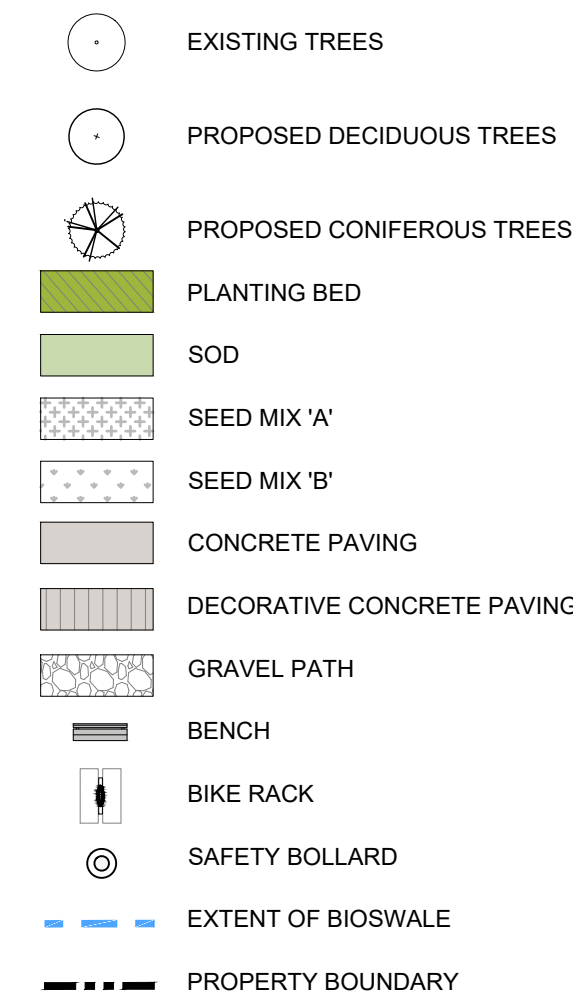 EXISTING TREES
PROPOSED DECIDUOUS TREES
PROPOSED CONIFEROUS TREES
PLANTING BED
SOD
SEED MIX 'A'
SEED MIX 'B'
CONCRETE PAVING
DECORATIVE CONCRETE PAVING
GRAVEL PATH
BENCH
BIKE RACK
SAFETY BOLLARD
EXTENT OF BIOSWALE
PROPERTY BOUNDARY